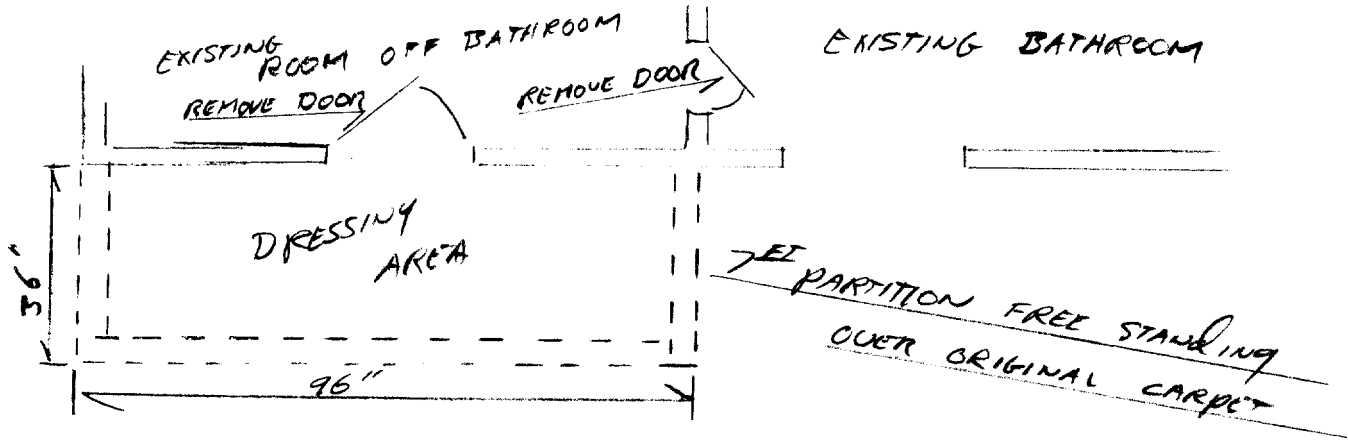 EXISTING
ROOM OFF BATHROOM
REMOVE DOOR
REMOVE DOOR
EXISTING BATHROOM
DRESSING
AREA
36"
96"
PARTITION FREE STANDING
OVER ORIGINAL CARPET